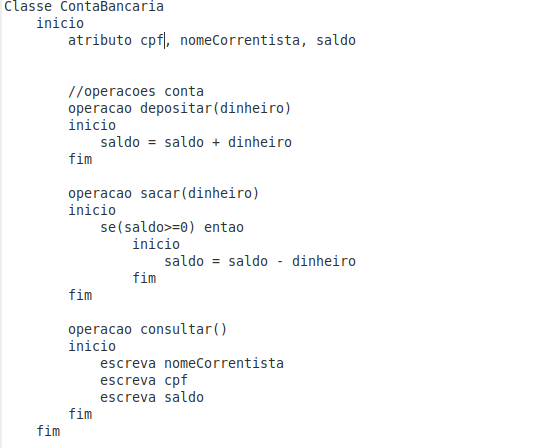 Classe ContaBancaria
inicio
atributo cpf, nomeCorrentista, saldo
//operacoes conta
operacao depositar(dinheiro)
inicio
saldo = saldo + dinheiro
fim
operacao sacar(dinheiro)
inicio
se(saldo>=0) entao
inicio
saldo = saldo - dinheiro
fim
fim
operacao consultar()
inicio
escreva nomeCorrentista
escreva cpf
escreva saldo
fim
fim